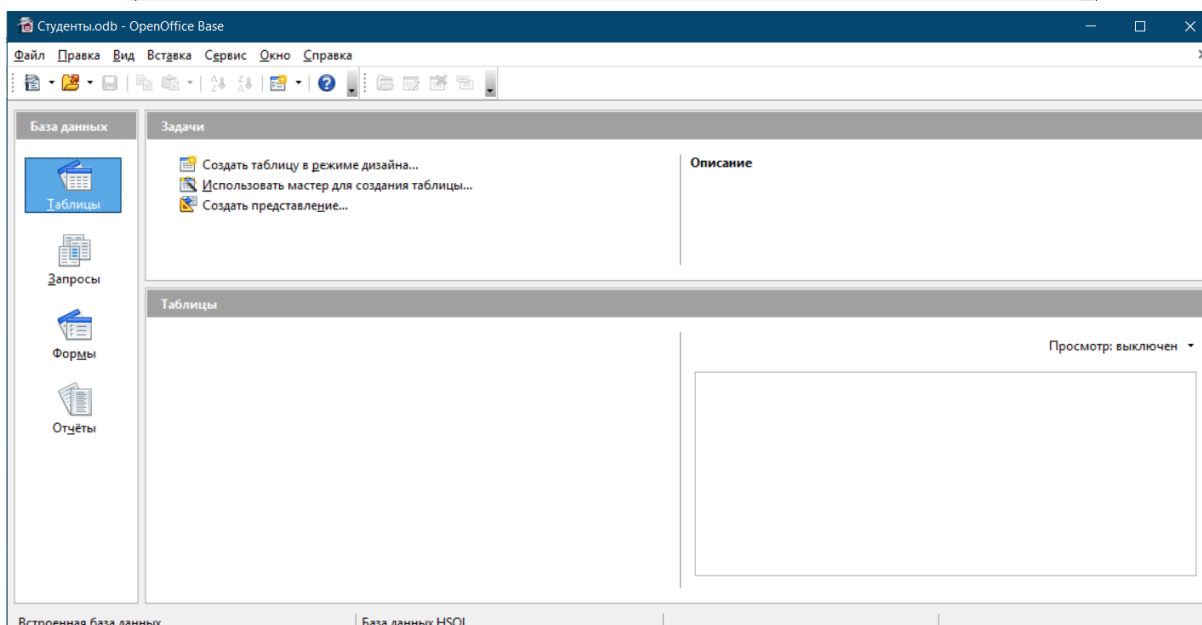 Студенты.odb - OpenOffice Base
Файл Правка Вид Вставка Сервис Окно Справка
База данных
Задачи
Таблицы
Запросы
Формы
Отчёты
Создать таблицу в режиме дизайна...
Использовать мастер для создания таблицы...
Создать представление...
Описание
Таблицы
Просмотр: выключен
Встроенная база данных
База данных HSQL